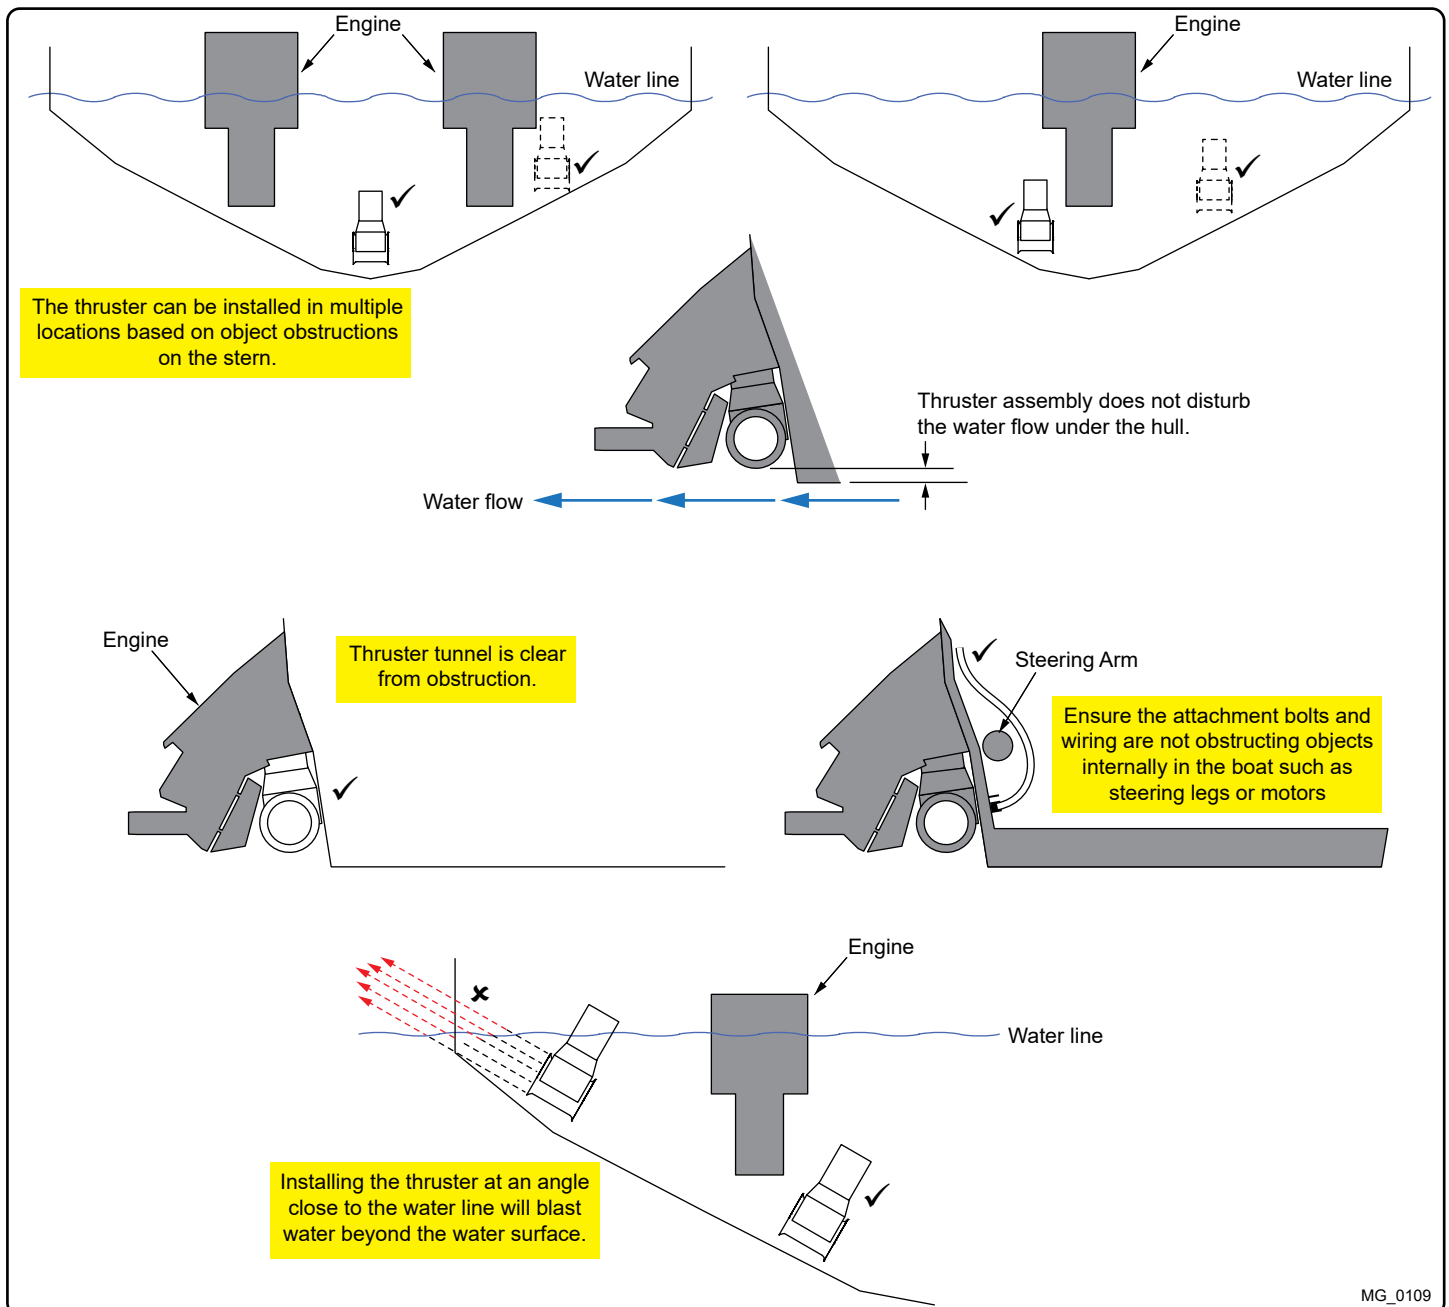 Engine
Water line
Engine
Water line
The thruster can be installed in multiple
locations based on object obstructions
on the stern.
Thruster assembly does not disturb
the water flow under the hull.
Water flow
Engine
Thruster tunnel is clear
from obstruction.
Steering Arm
Ensure the attachment bolts and
wiring are not obstructing objects
internally in the boat such as
steering legs or motors
Engine
Water line
Installing the thruster at an angle
close to the water line will blast
water beyond the water surface.
MG_0109